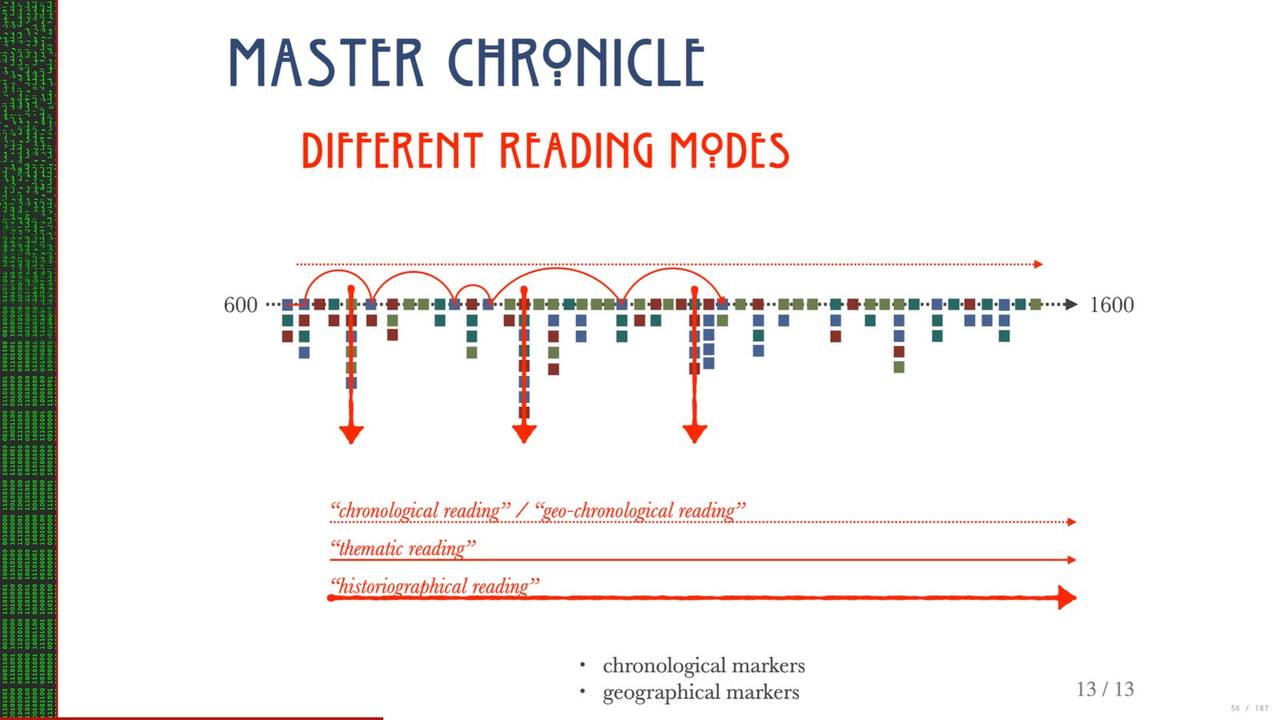 MASTER CHRONICLE
DIFFERENT READING MODES
600
1600
“chronological reading” / “geo-chronological reading”
“thematic reading”
“historiographical reading”
• chronological markers
• geographical markers
13 / 13
56 / 187